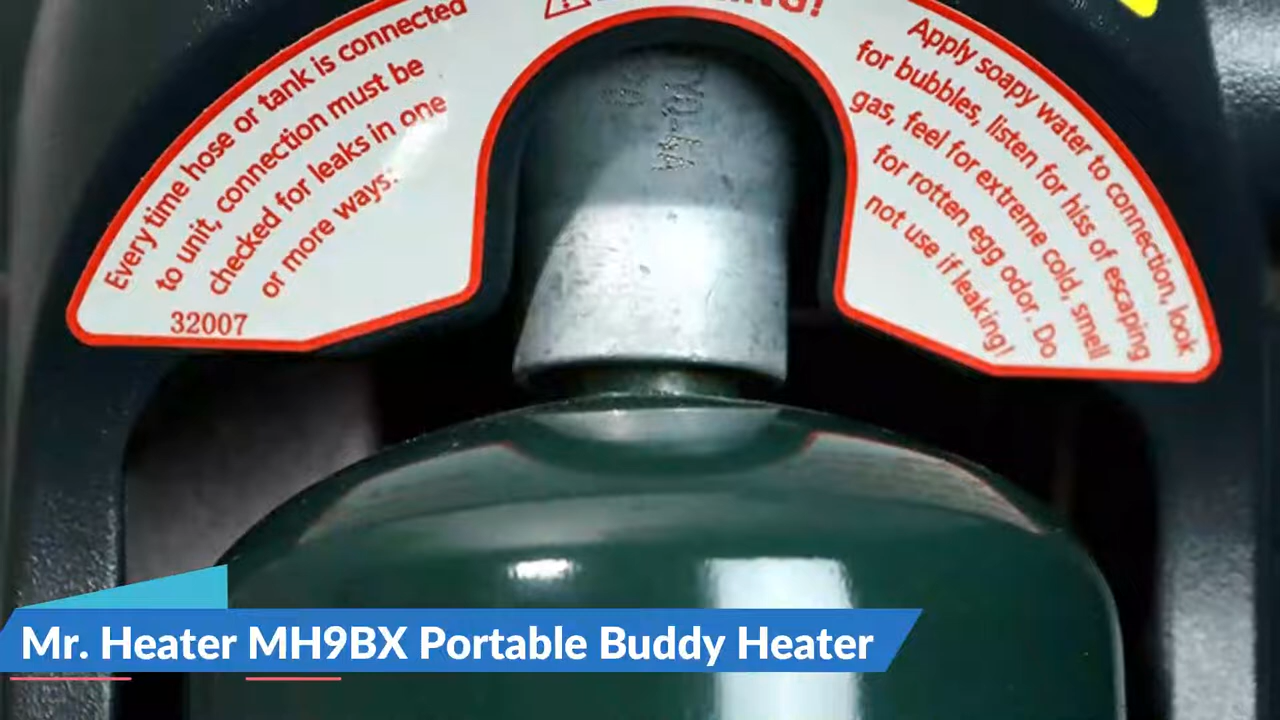 Every time hose or tank is connected
to unit, connection must be
checked for leaks in one
or more ways:
32007
Apply soapy water to connection, look
for bubbles, listen for hiss of escaping
gas, feel for extreme cold, smell
for rotten egg odor. Do
not use if leaking!
Mr. Heater MH9BX Portable Buddy Heater